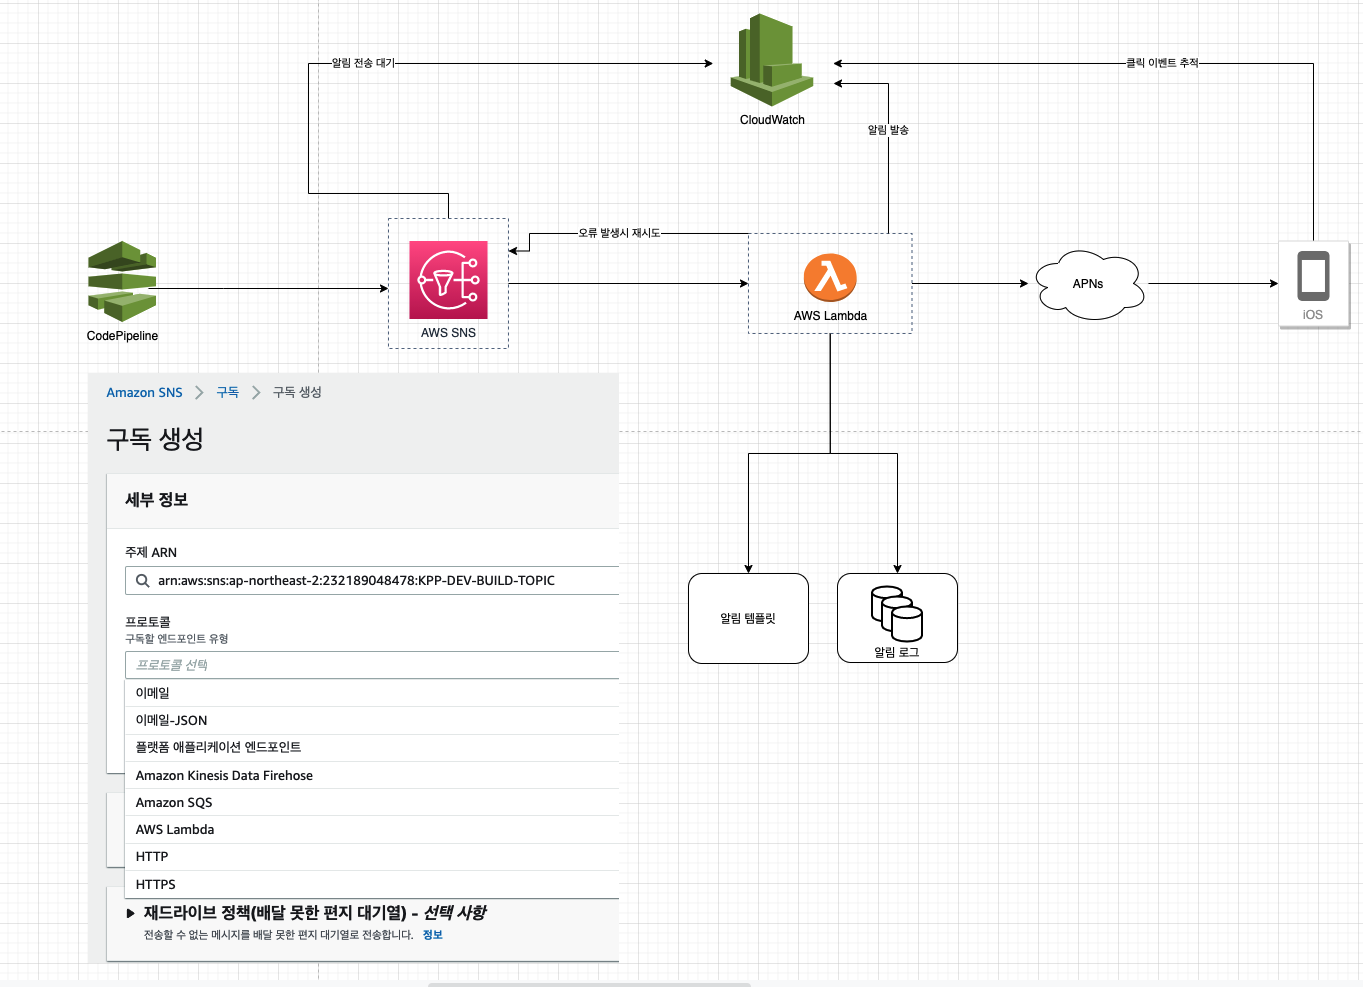 알림 전송 대기
클릭 이벤트 추적
CloudWatch
알림 발송
오류 발생시 재시도
CodePipeline
AWS SNS
AWS Lambda
APNs
iOS
Amazon SNS > 구독 > 구독 생성
구독 생성
세부 정보
주제 ARN
arn:aws:sns:ap-northeast-2:232189048478:KPP-DEV-BUILD-TOPIC
프로토콜
구독할 엔드포인트 유형
프로토콜 선택
이메일
이메일-JSON
플랫폼 애플리케이션 엔드포인트
Amazon Kinesis Data Firehose
Amazon SQS
AWS Lambda
HTTP
HTTPS
재드라이브 정책(배달 못한 편지 대기열) - 선택 사항
전송할 수 없는 메시지를 배달 못한 편지 대기열로 전송합니다. 정보
알림 템플릿
알림 로그